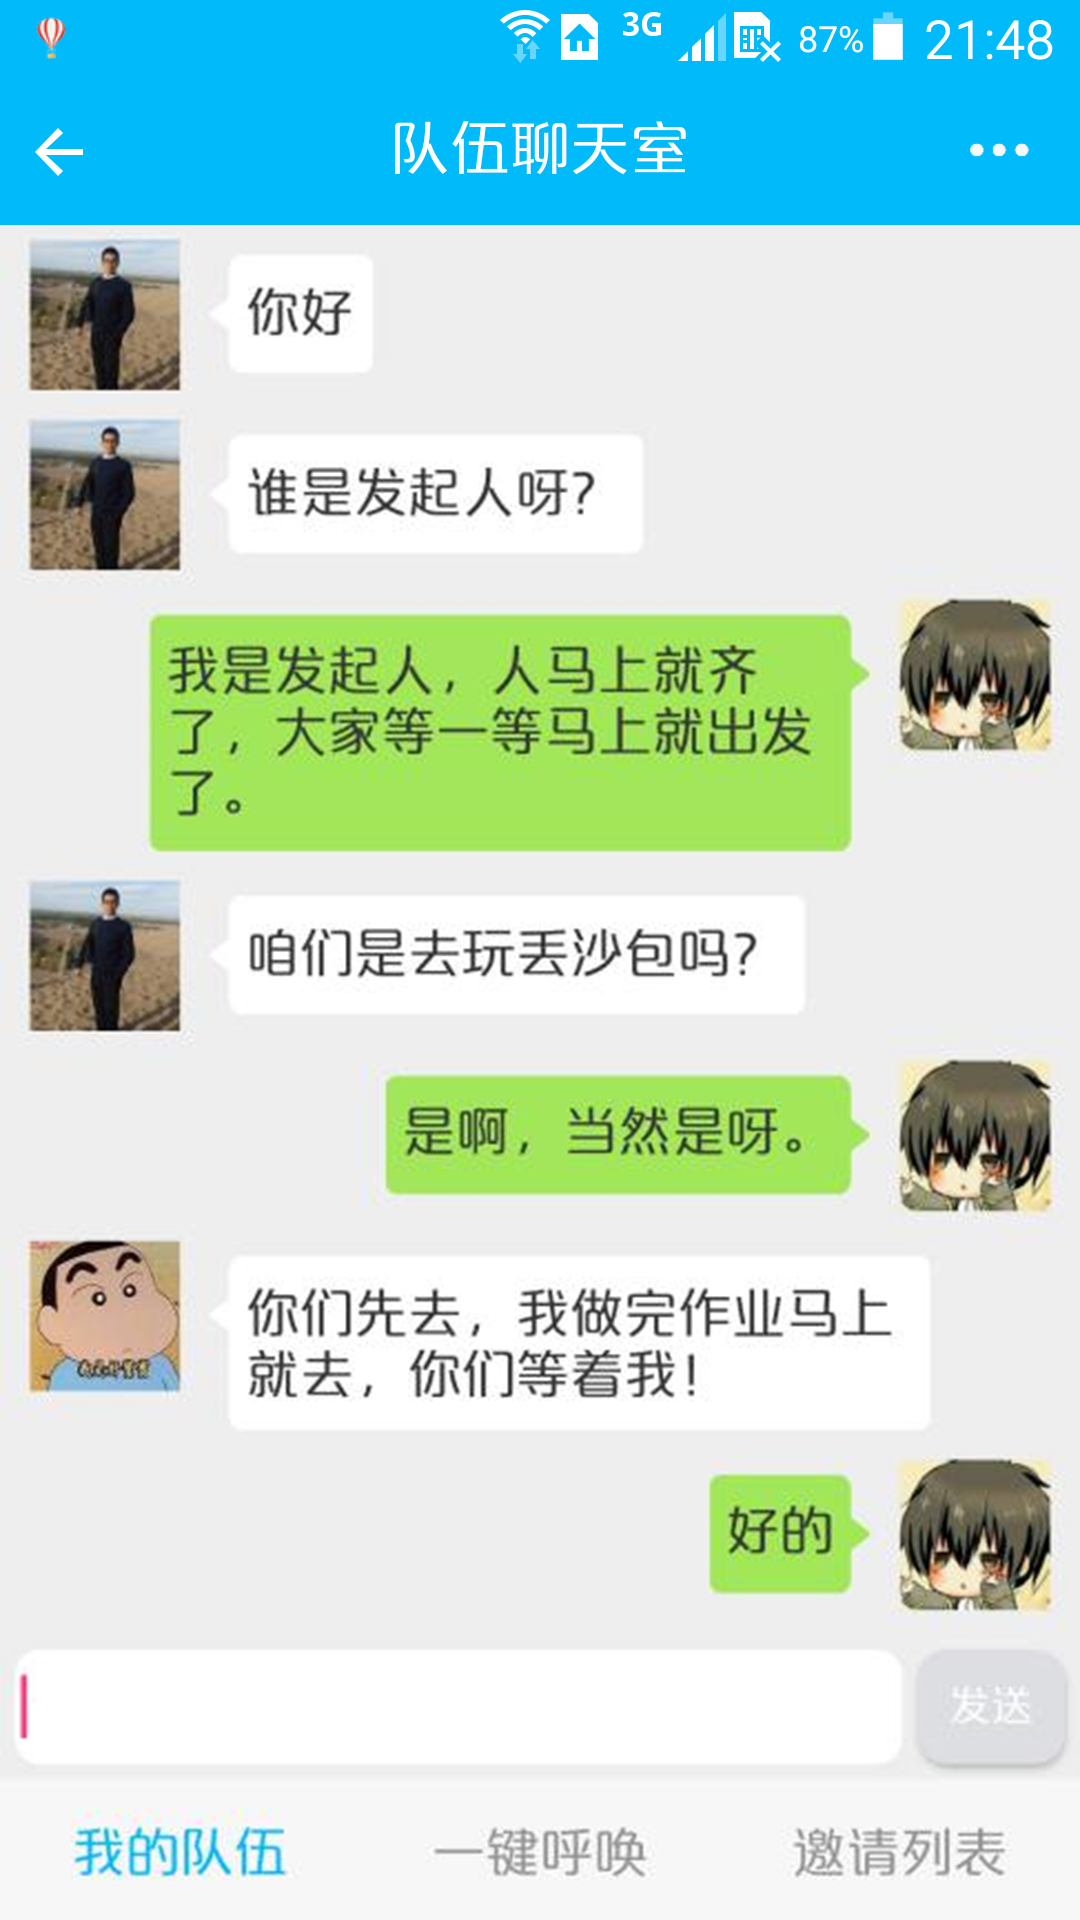 3G 87% 21:48
队伍聊天室
你好
谁是发起人呀?
我是发起人，人马上就齐
了，大家等一等马上就出发
了。
咱们是去玩丢沙包吗?
是啊，当然是呀。
你们先去，我做完作业马上
就去，你们等着我!
好的
发送
我的队伍 一键呼唤 邀请列表